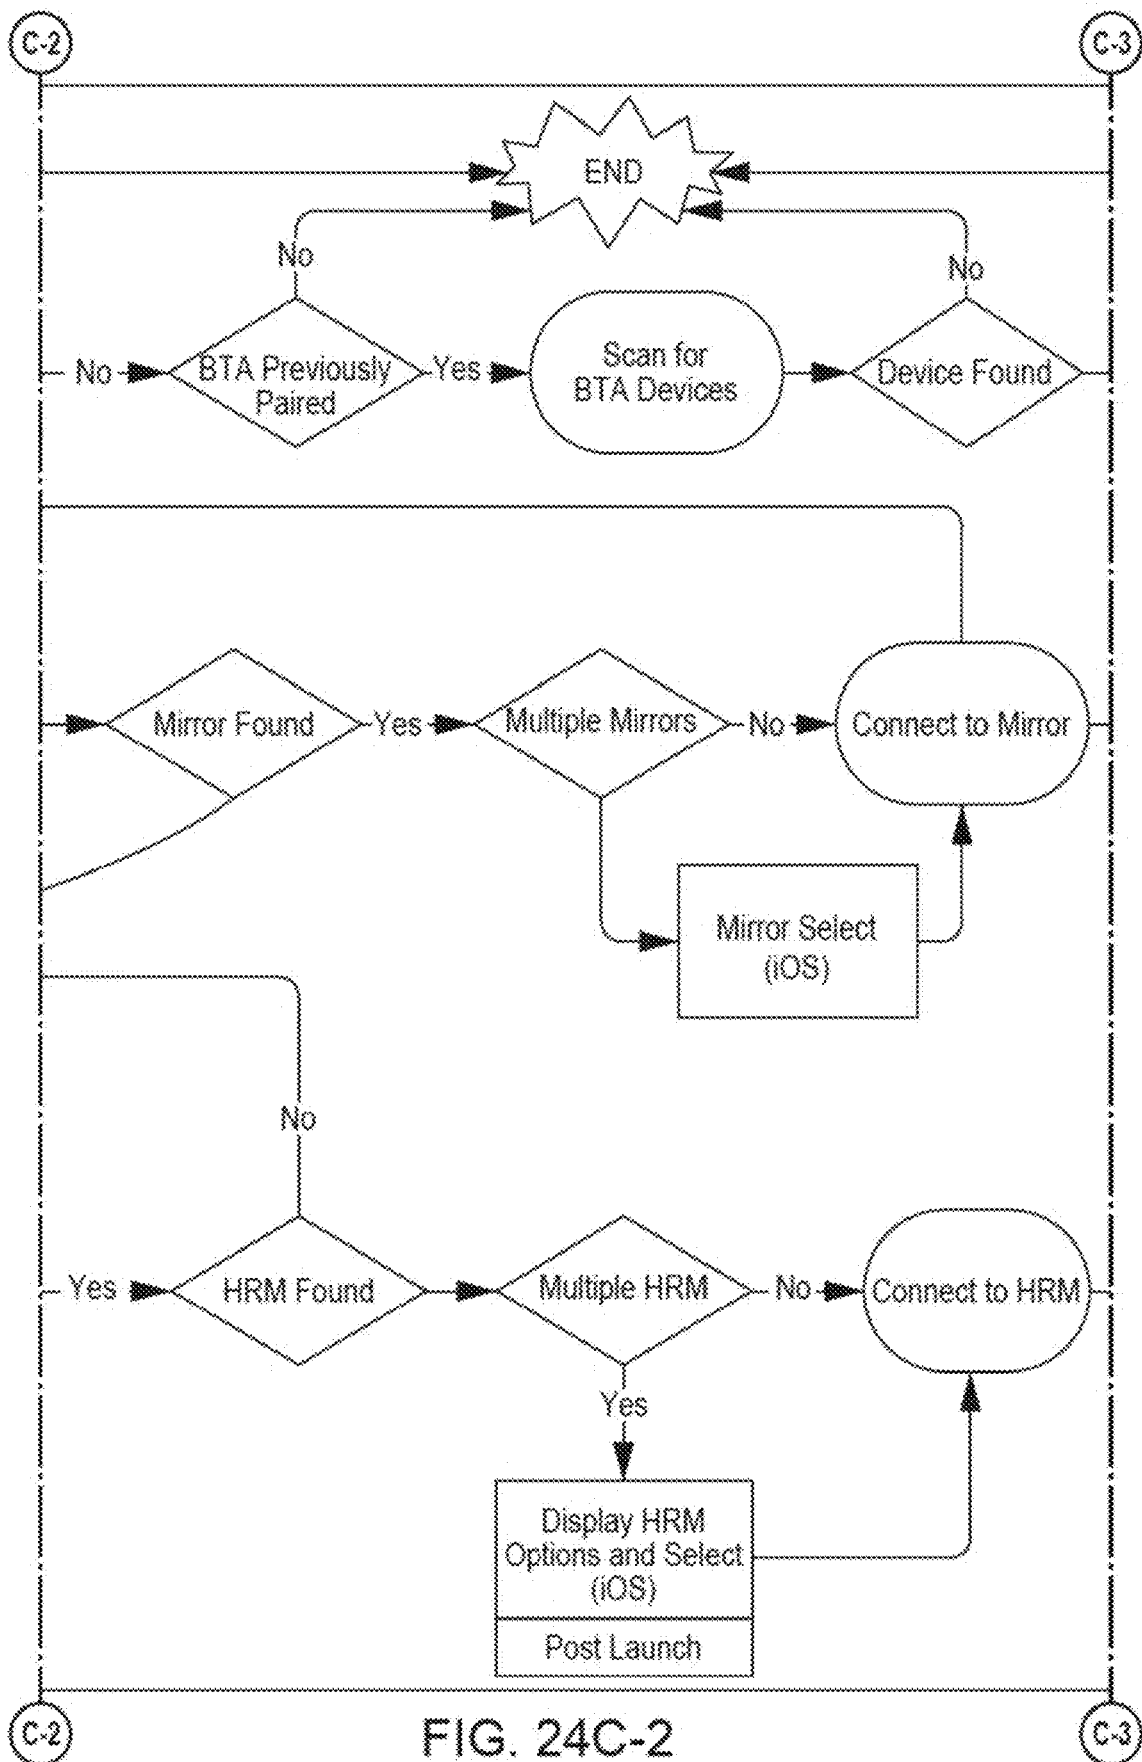 C-2
C-3
END
No
No
No
BTA Previously
Paired
Yes
Scan for
BTA Devices
Device Found
Mirror Found
Yes
Multiple Mirrors
No
Connect to Mirror
Mirror Select
(iOS)
No
Yes
HRM Found
Multiple HRM
No
Connect to HRM
Yes
Display HRM
Options and Select
(iOS)
Post Launch
C-2
FIG. 24C-2
C-3